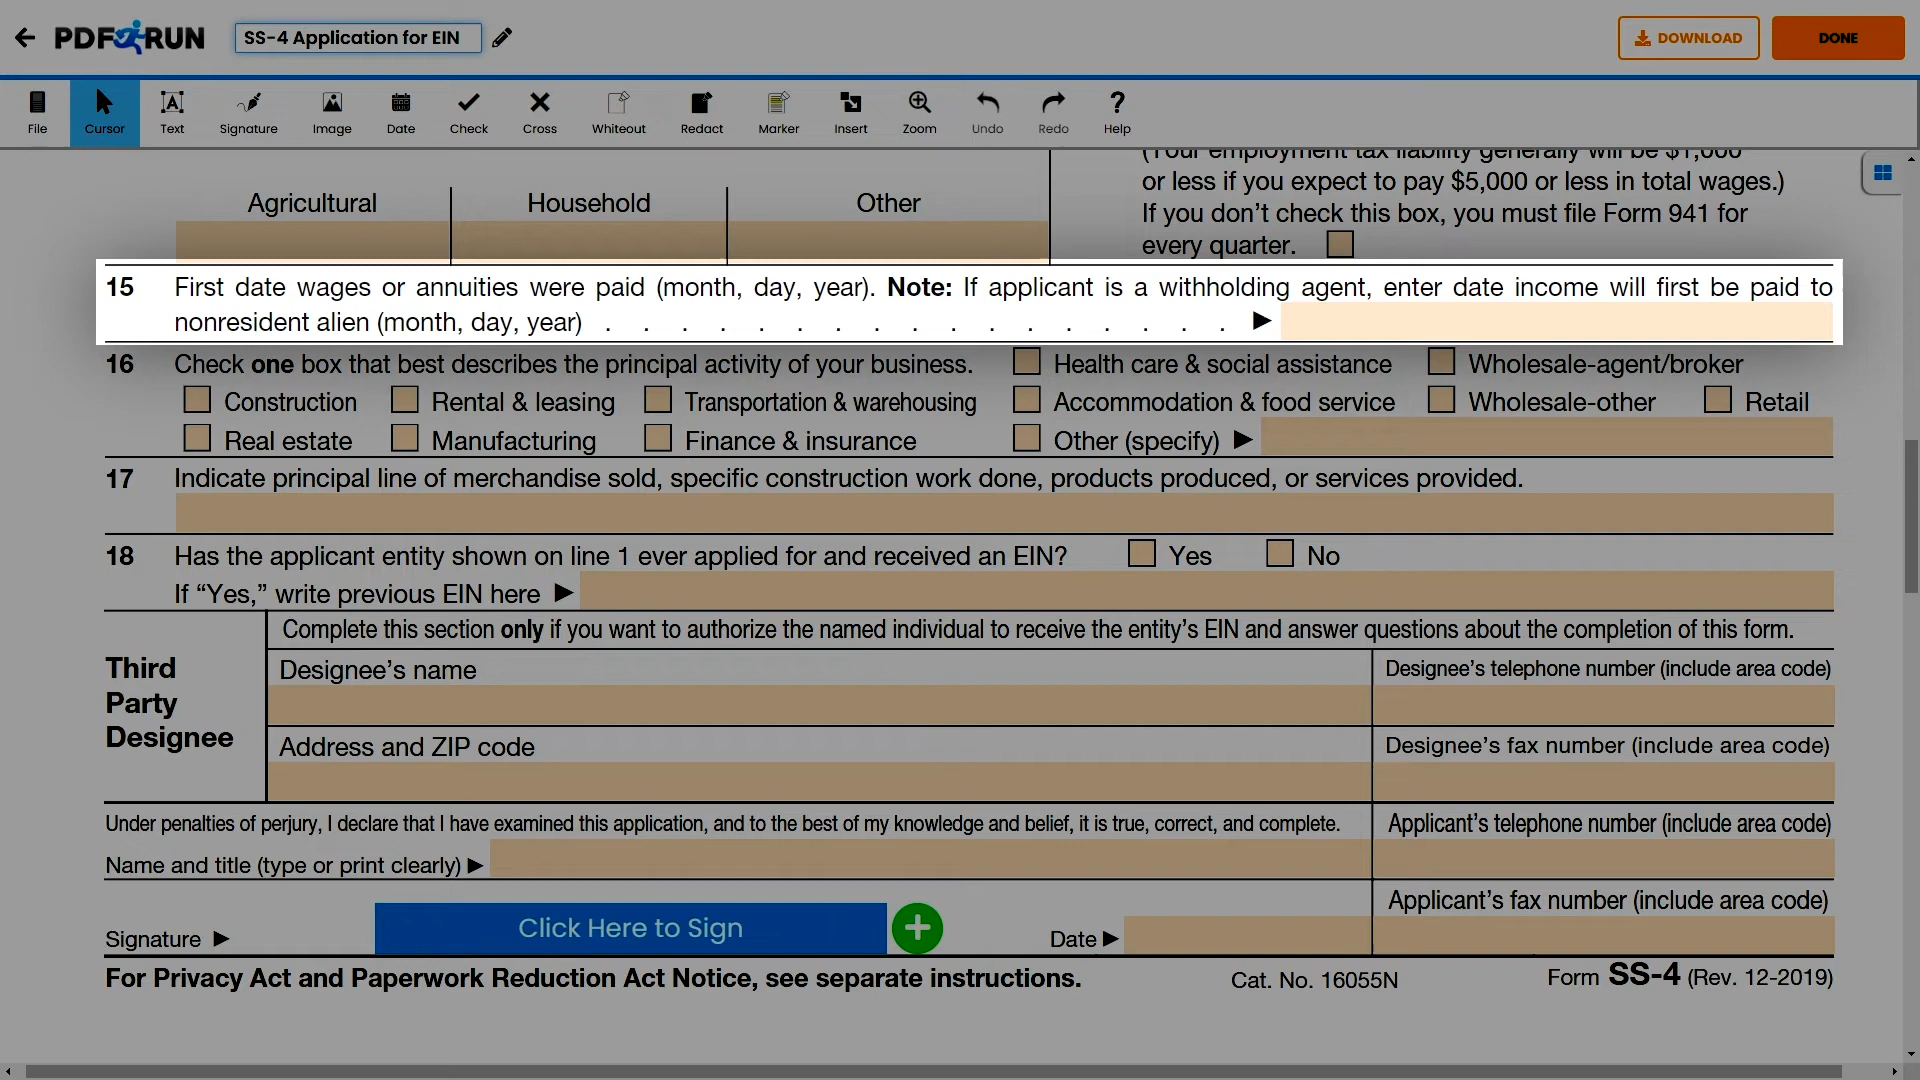 PDF RUN
SS-4 Application for EIN
DOWNLOAD
DONE
File
Cursor
Text
Signature
Image
Date
Check
Cross
Whiteout
Redact
Marker
Insert
Zoom
Undo
Redo
Help
(Your employment tax liability generally will be $1,000
or less if you expect to pay $5,000 or less in total wages.)
If you don’t check this box, you must file Form 941 for
every quarter.
Agricultural Household Other
15 First date wages or annuities were paid (month, day, year). Note: If applicant is a withholding agent, enter date income will first be paid to
nonresident alien (month, day, year) . . . . . . . . . . . . . . . . . ▶
16 Check one box that best describes the principal activity of your business. Health care & social assistance Wholesale-agent/broker
Construction Rental & leasing Transportation & warehousing Accommodation & food service Wholesale-other Retail
Real estate Manufacturing Finance & insurance Other (specify) ▶
17 Indicate principal line of merchandise sold, specific construction work done, products produced, or services provided.
18 Has the applicant entity shown on line 1 ever applied for and received an EIN? Yes No
If “Yes,” write previous EIN here ▶
Third
Party
Designee
Complete this section only if you want to authorize the named individual to receive the entity’s EIN and answer questions about the completion of this form.
Designee’s name
Designee’s telephone number (include area code)
Address and ZIP code
Designee’s fax number (include area code)
Under penalties of perjury, I declare that I have examined this application, and to the best of my knowledge and belief, it is true, correct, and complete.
Applicant’s telephone number (include area code)
Name and title (type or print clearly) ▶
Applicant’s fax number (include area code)
Signature ▶
Click Here to Sign
Date ▶
For Privacy Act and Paperwork Reduction Act Notice, see separate instructions. Cat. No. 16055N Form SS-4 (Rev. 12-2019)